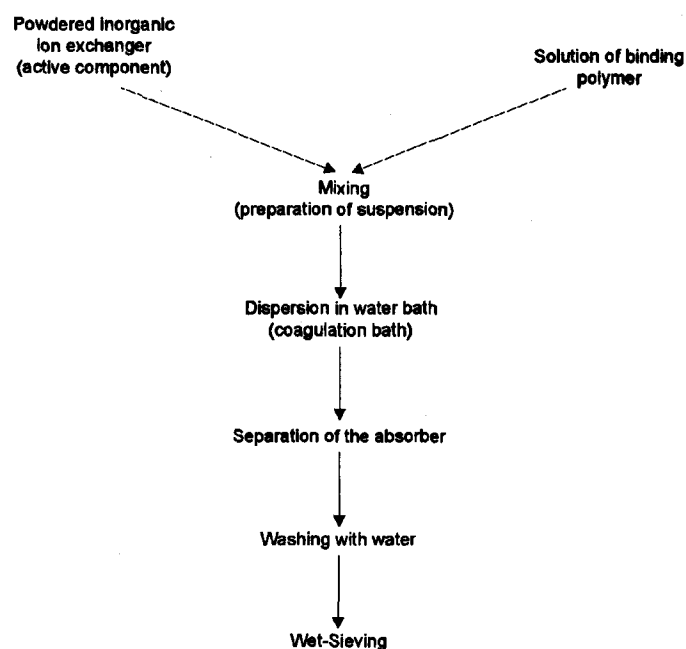 Powdered inorganic
ion exchanger
(active component)
Solution of binding
polymer
Mixing
(preparation of suspension)
Dispersion in water bath
(coagulation bath)
Separation of the absorber
Washing with water
Wet-Sieving